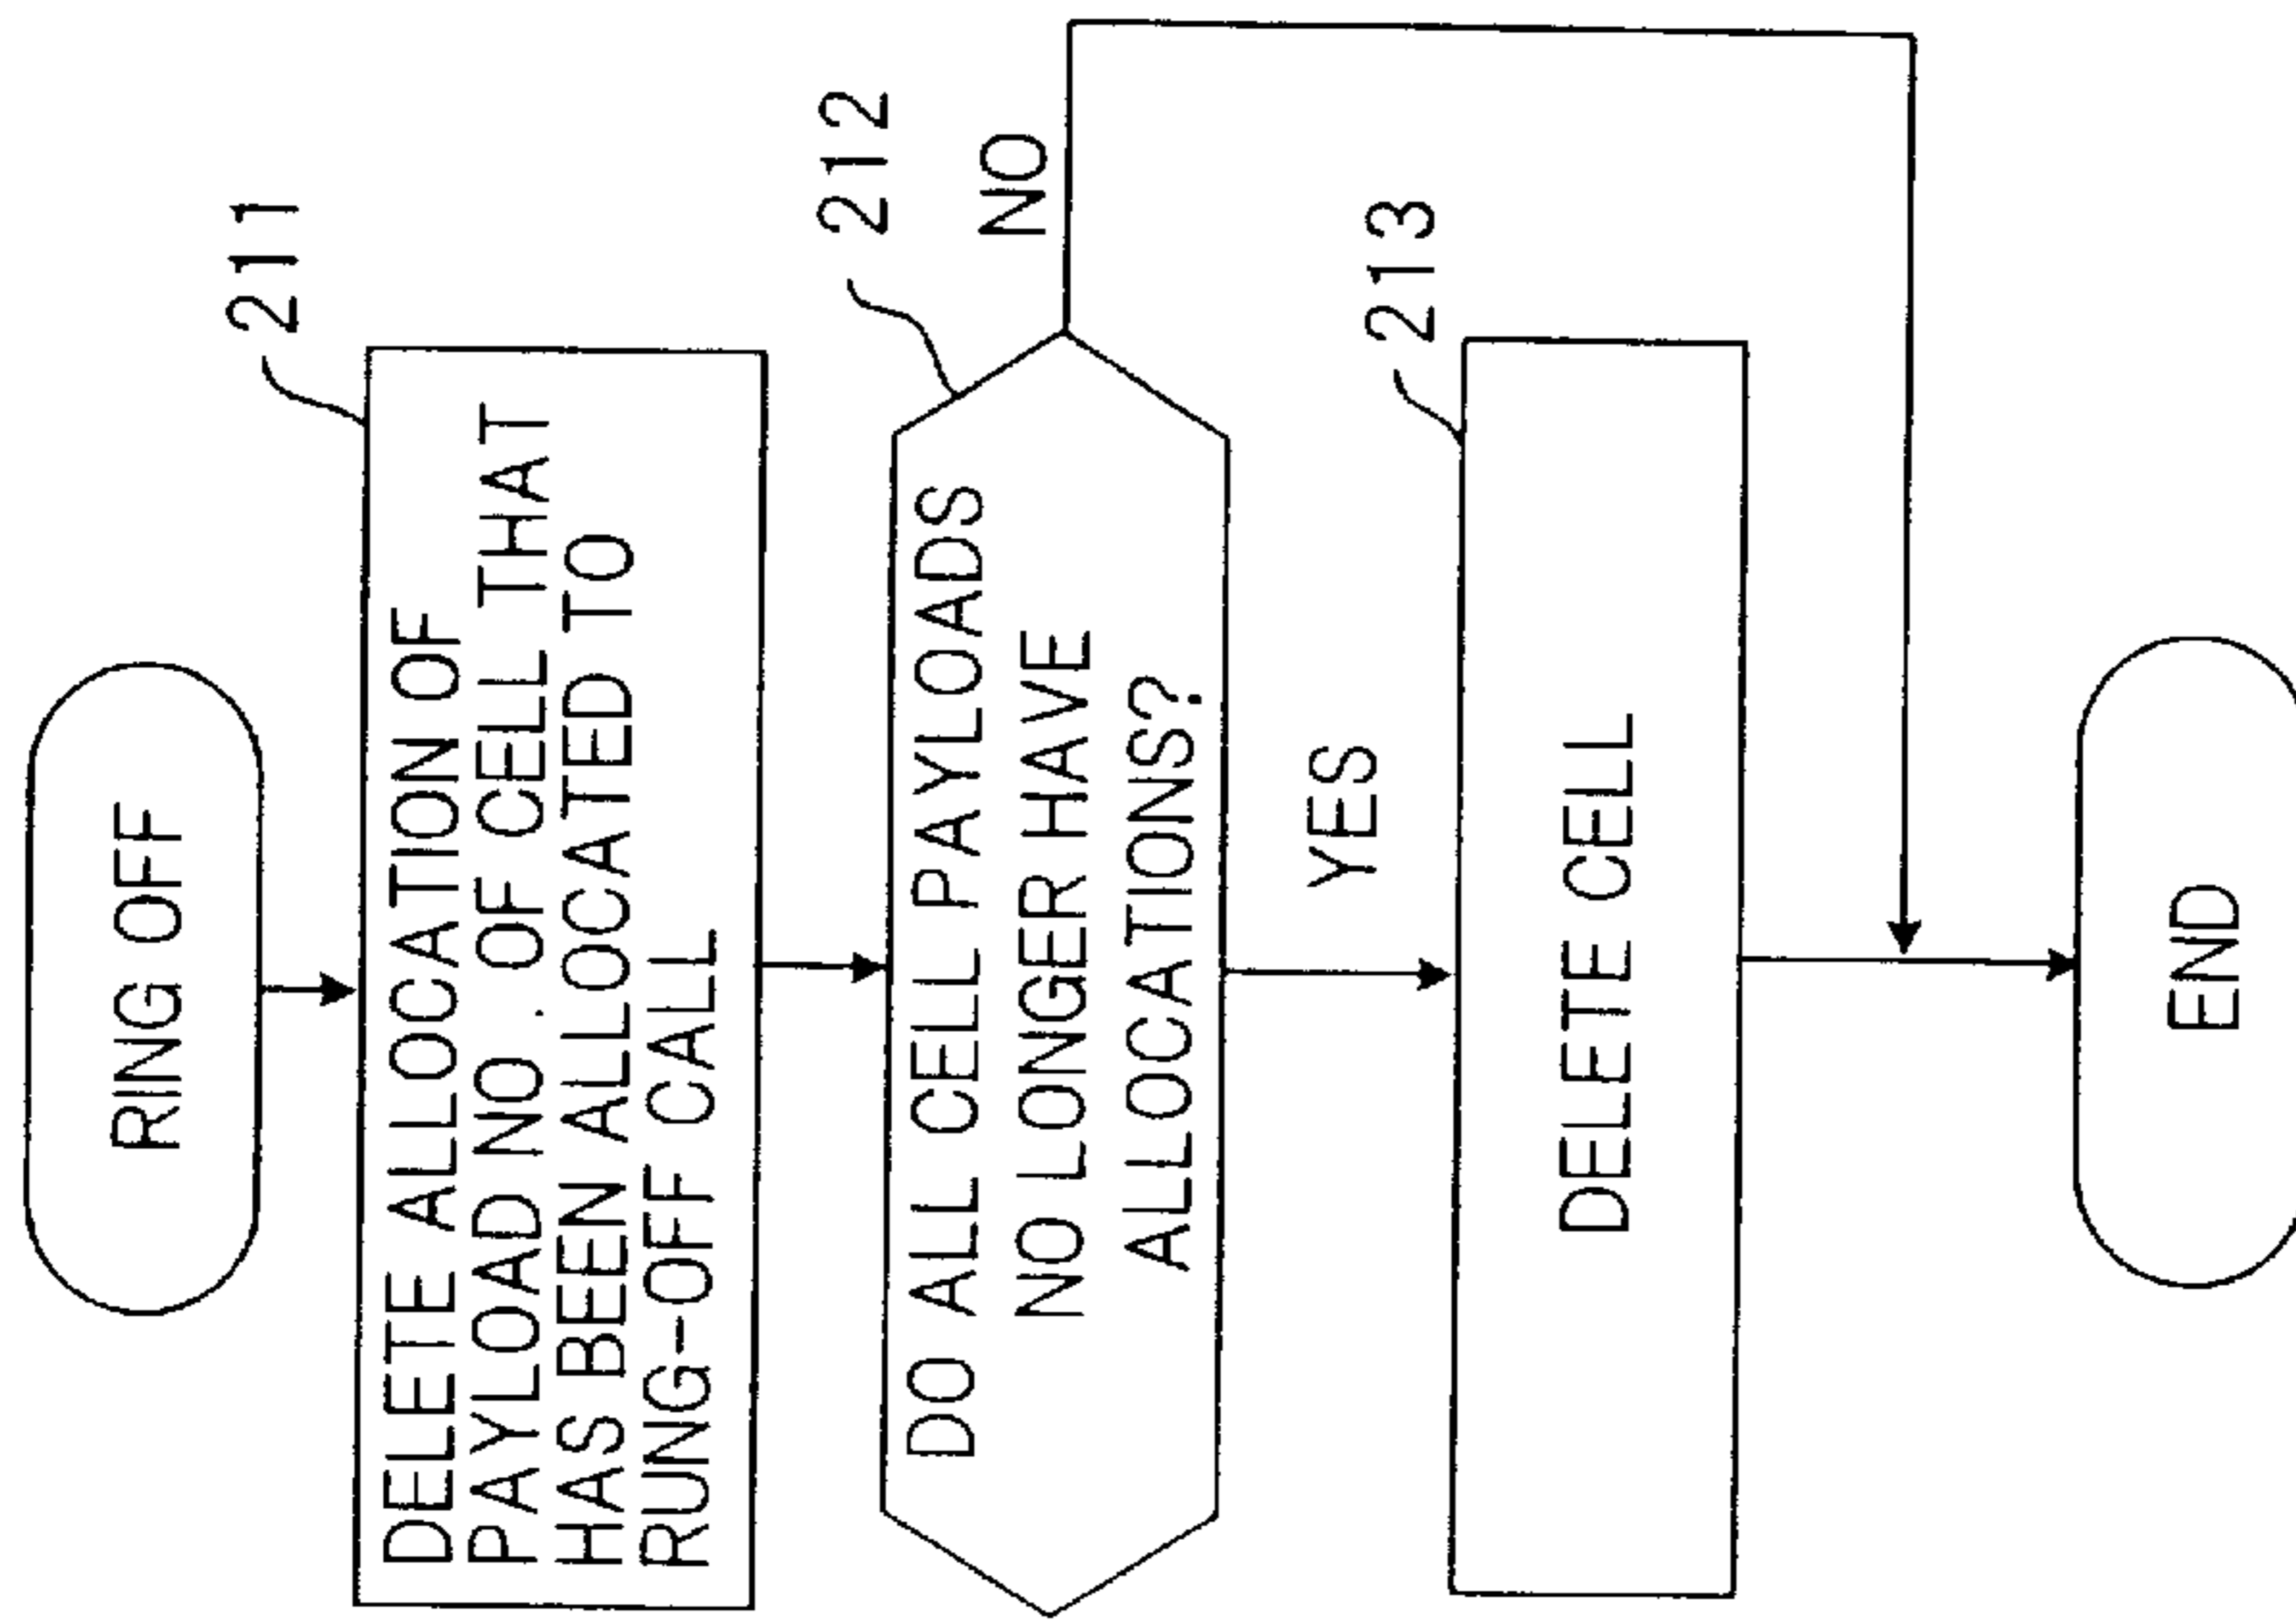 RING OFF
211
DELETE ALLOCATION OF
PAYLOAD NO. OF CELL THAT
HAS BEEN ALLOCATED TO
RUNG-OFF CALL
212
DO ALL CELL PAYLOADS
NO LONGER HAVE
ALLOCATIONS?
NO
YES
213
DELETE CELL
END